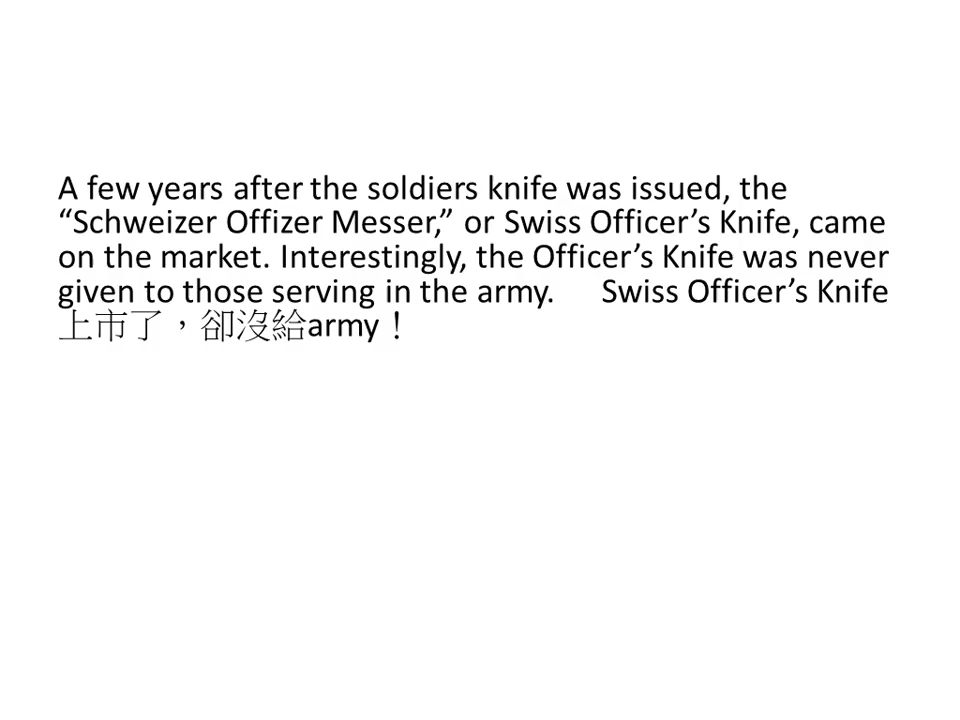 A few years after the soldiers knife was issued, the
“Schweizer Offizer Messer,” or Swiss Officer’s Knife, came
on the market. Interestingly, the Officer’s Knife was never
given to those serving in the army.     Swiss Officer’s Knife
上市了，卻沒給army！